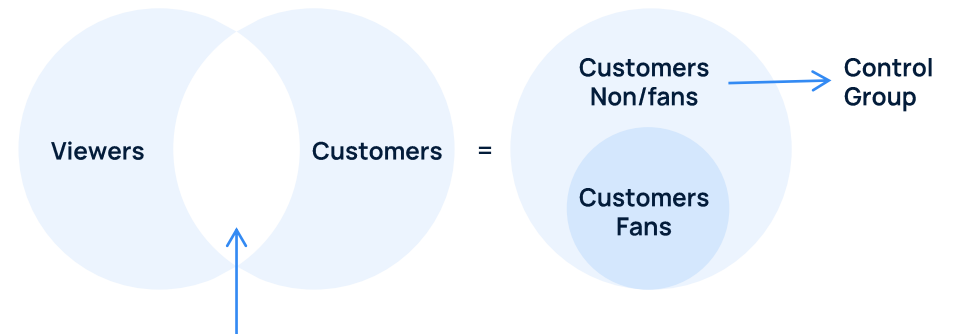 Viewers
Customers
=
Customers
Non/fans
Customers
Fans
Control
Group